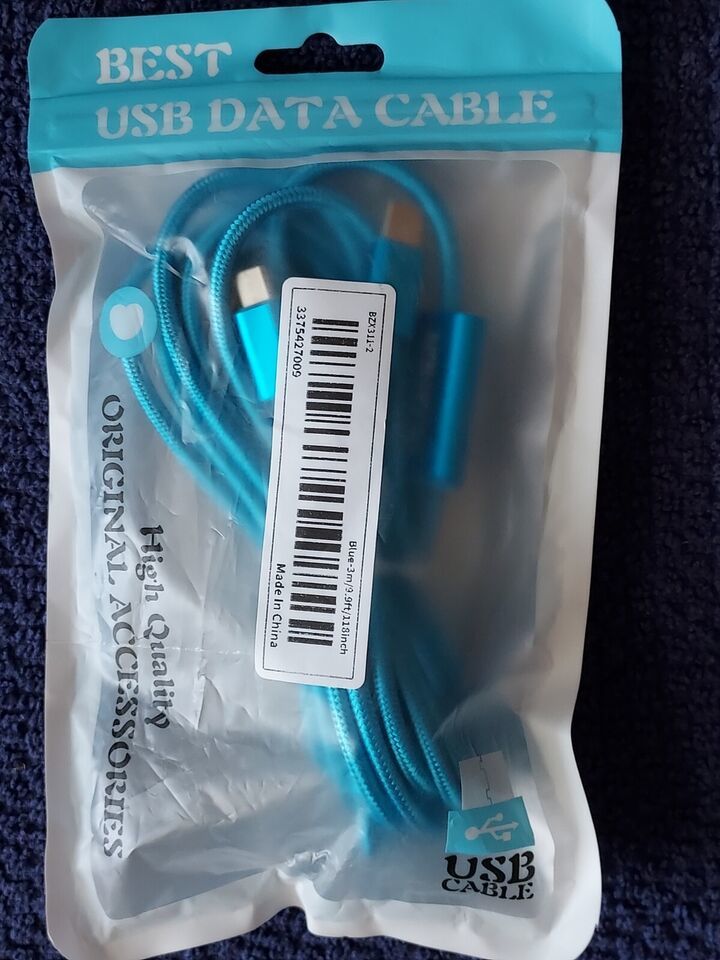 BEST
USB DATA CABLE
BZX311-2
3375427009
Blue-3m/9.9ft/118inch
Made In China
High Quality
ORIGINAL ACCESSORIES
USB
CABLE